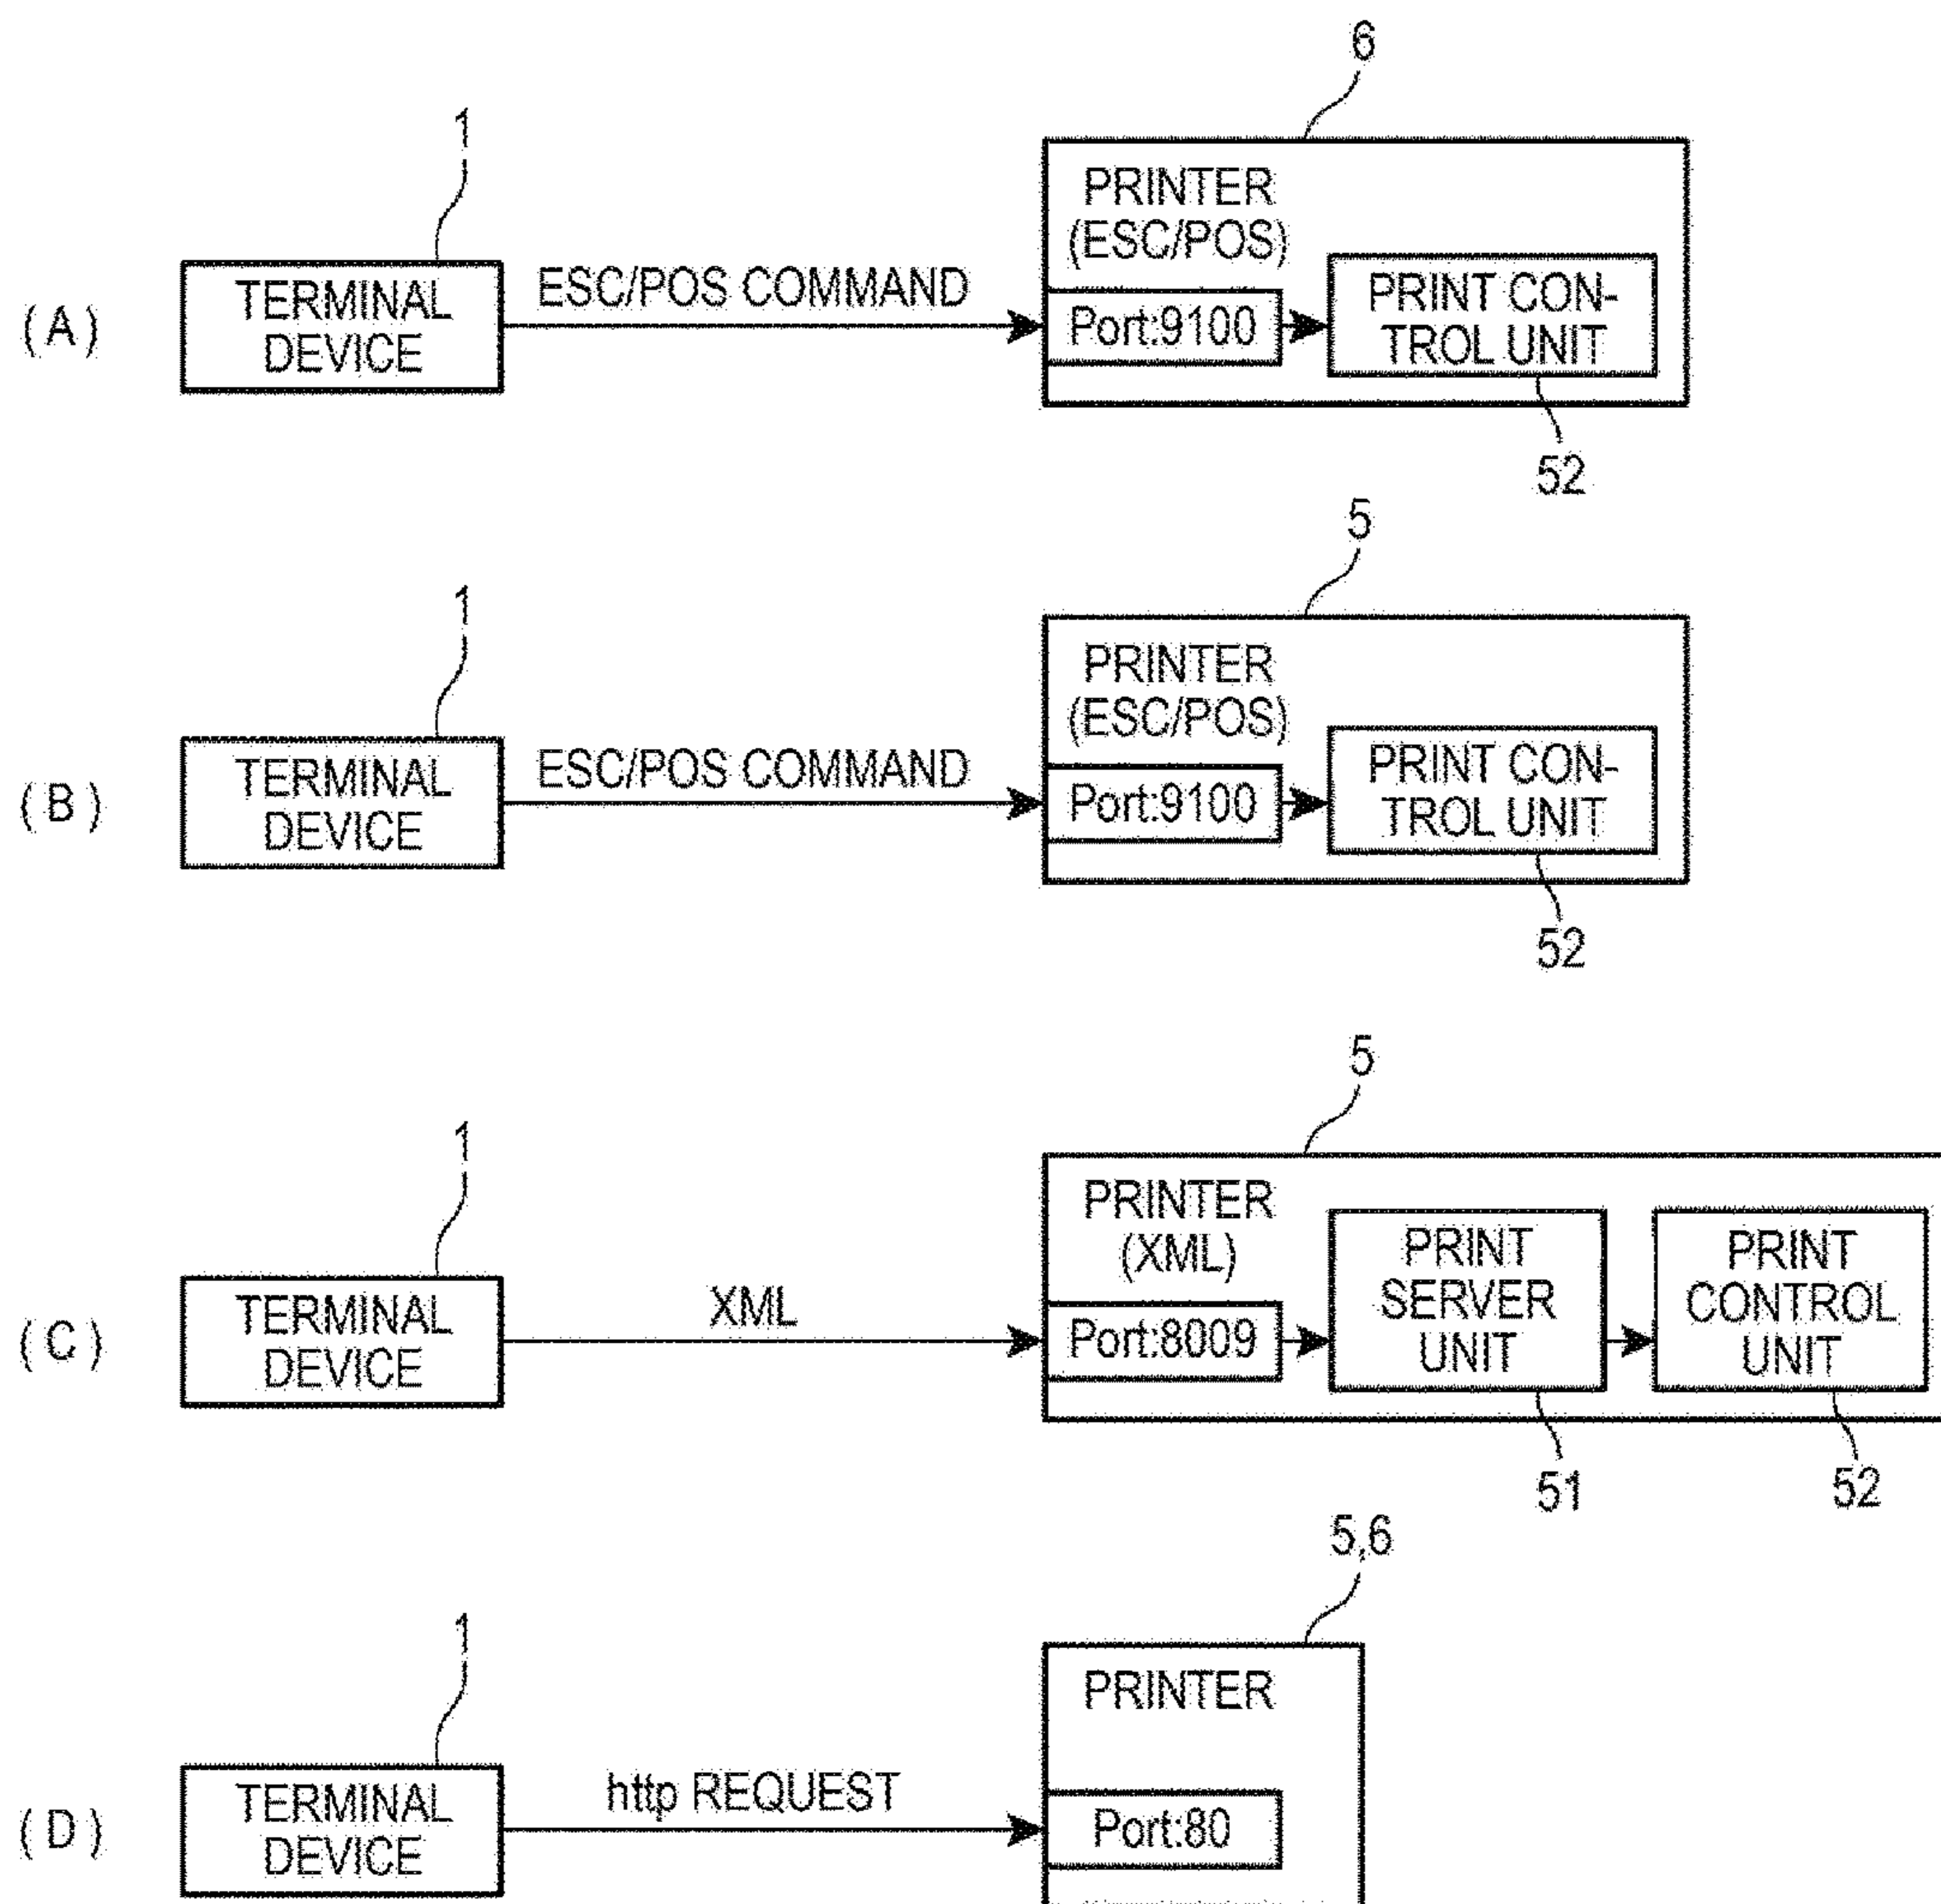 6
1
PRINTER
(ESC/POS)
(A)
TERMINAL
DEVICE
ESC/POS COMMAND
Port:9100
PRINT CON-
TROL UNIT
52
5
1
PRINTER
(ESC/POS)
(B)
TERMINAL
DEVICE
ESC/POS COMMAND
Port:9100
PRINT CON-
TROL UNIT
52
5
1
PRINTER
(XML)
(C)
TERMINAL
DEVICE
XML
Port:8009
PRINT
SERVER
UNIT
PRINT
CONTROL
UNIT
51
52
5,6
1
PRINTER
(D)
TERMINAL
DEVICE
http REQUEST
Port:80